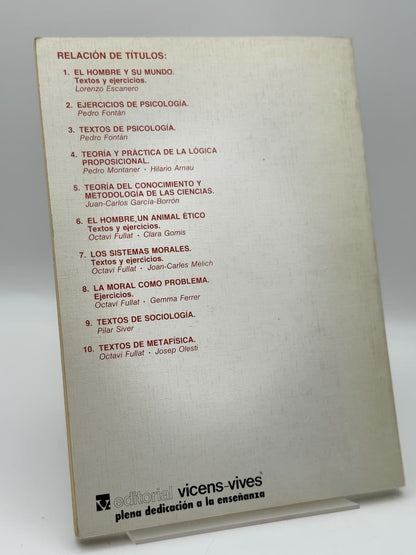 RELACIÓN DE TÍTULOS:
1. EL HOMBRE Y SU MUNDO.
Textos y ejercicios.
Lorenzo Escanero
2. EJERCICIOS DE PSICOLOGÍA.
Pedro Fontán
3. TEXTOS DE PSICOLOGÍA.
Pedro Fontán
4. TEORÍA Y PRÁCTICA DE LA LÓGICA
PROPOSICIONAL.
Pedro Montaner • Hilario Arnau
5. TEORÍA DEL CONOCIMIENTO Y
METODOLOGÍA DE LAS CIENCIAS.
Juan-Carlos García-Borrón
6. EL HOMBRE, UN ANIMAL ÉTICO
Textos y ejercicios.
Octavi Fullat • Clara Gomis
7. LOS SISTEMAS MORALES.
Textos y ejercicios.
Octavi Fullat • Joan-Carles Mèlich
8. LA MORAL COMO PROBLEMA.
Ejercicios.
Octavi Fullat • Gemma Ferrer
9. TEXTOS DE SOCIOLOGÍA.
Pilar Siver
10. TEXTOS DE METAFÍSICA.
Octavi Fullat • Josep Olesti
editorial vicens-vives®
plena dedicación a la enseñanza